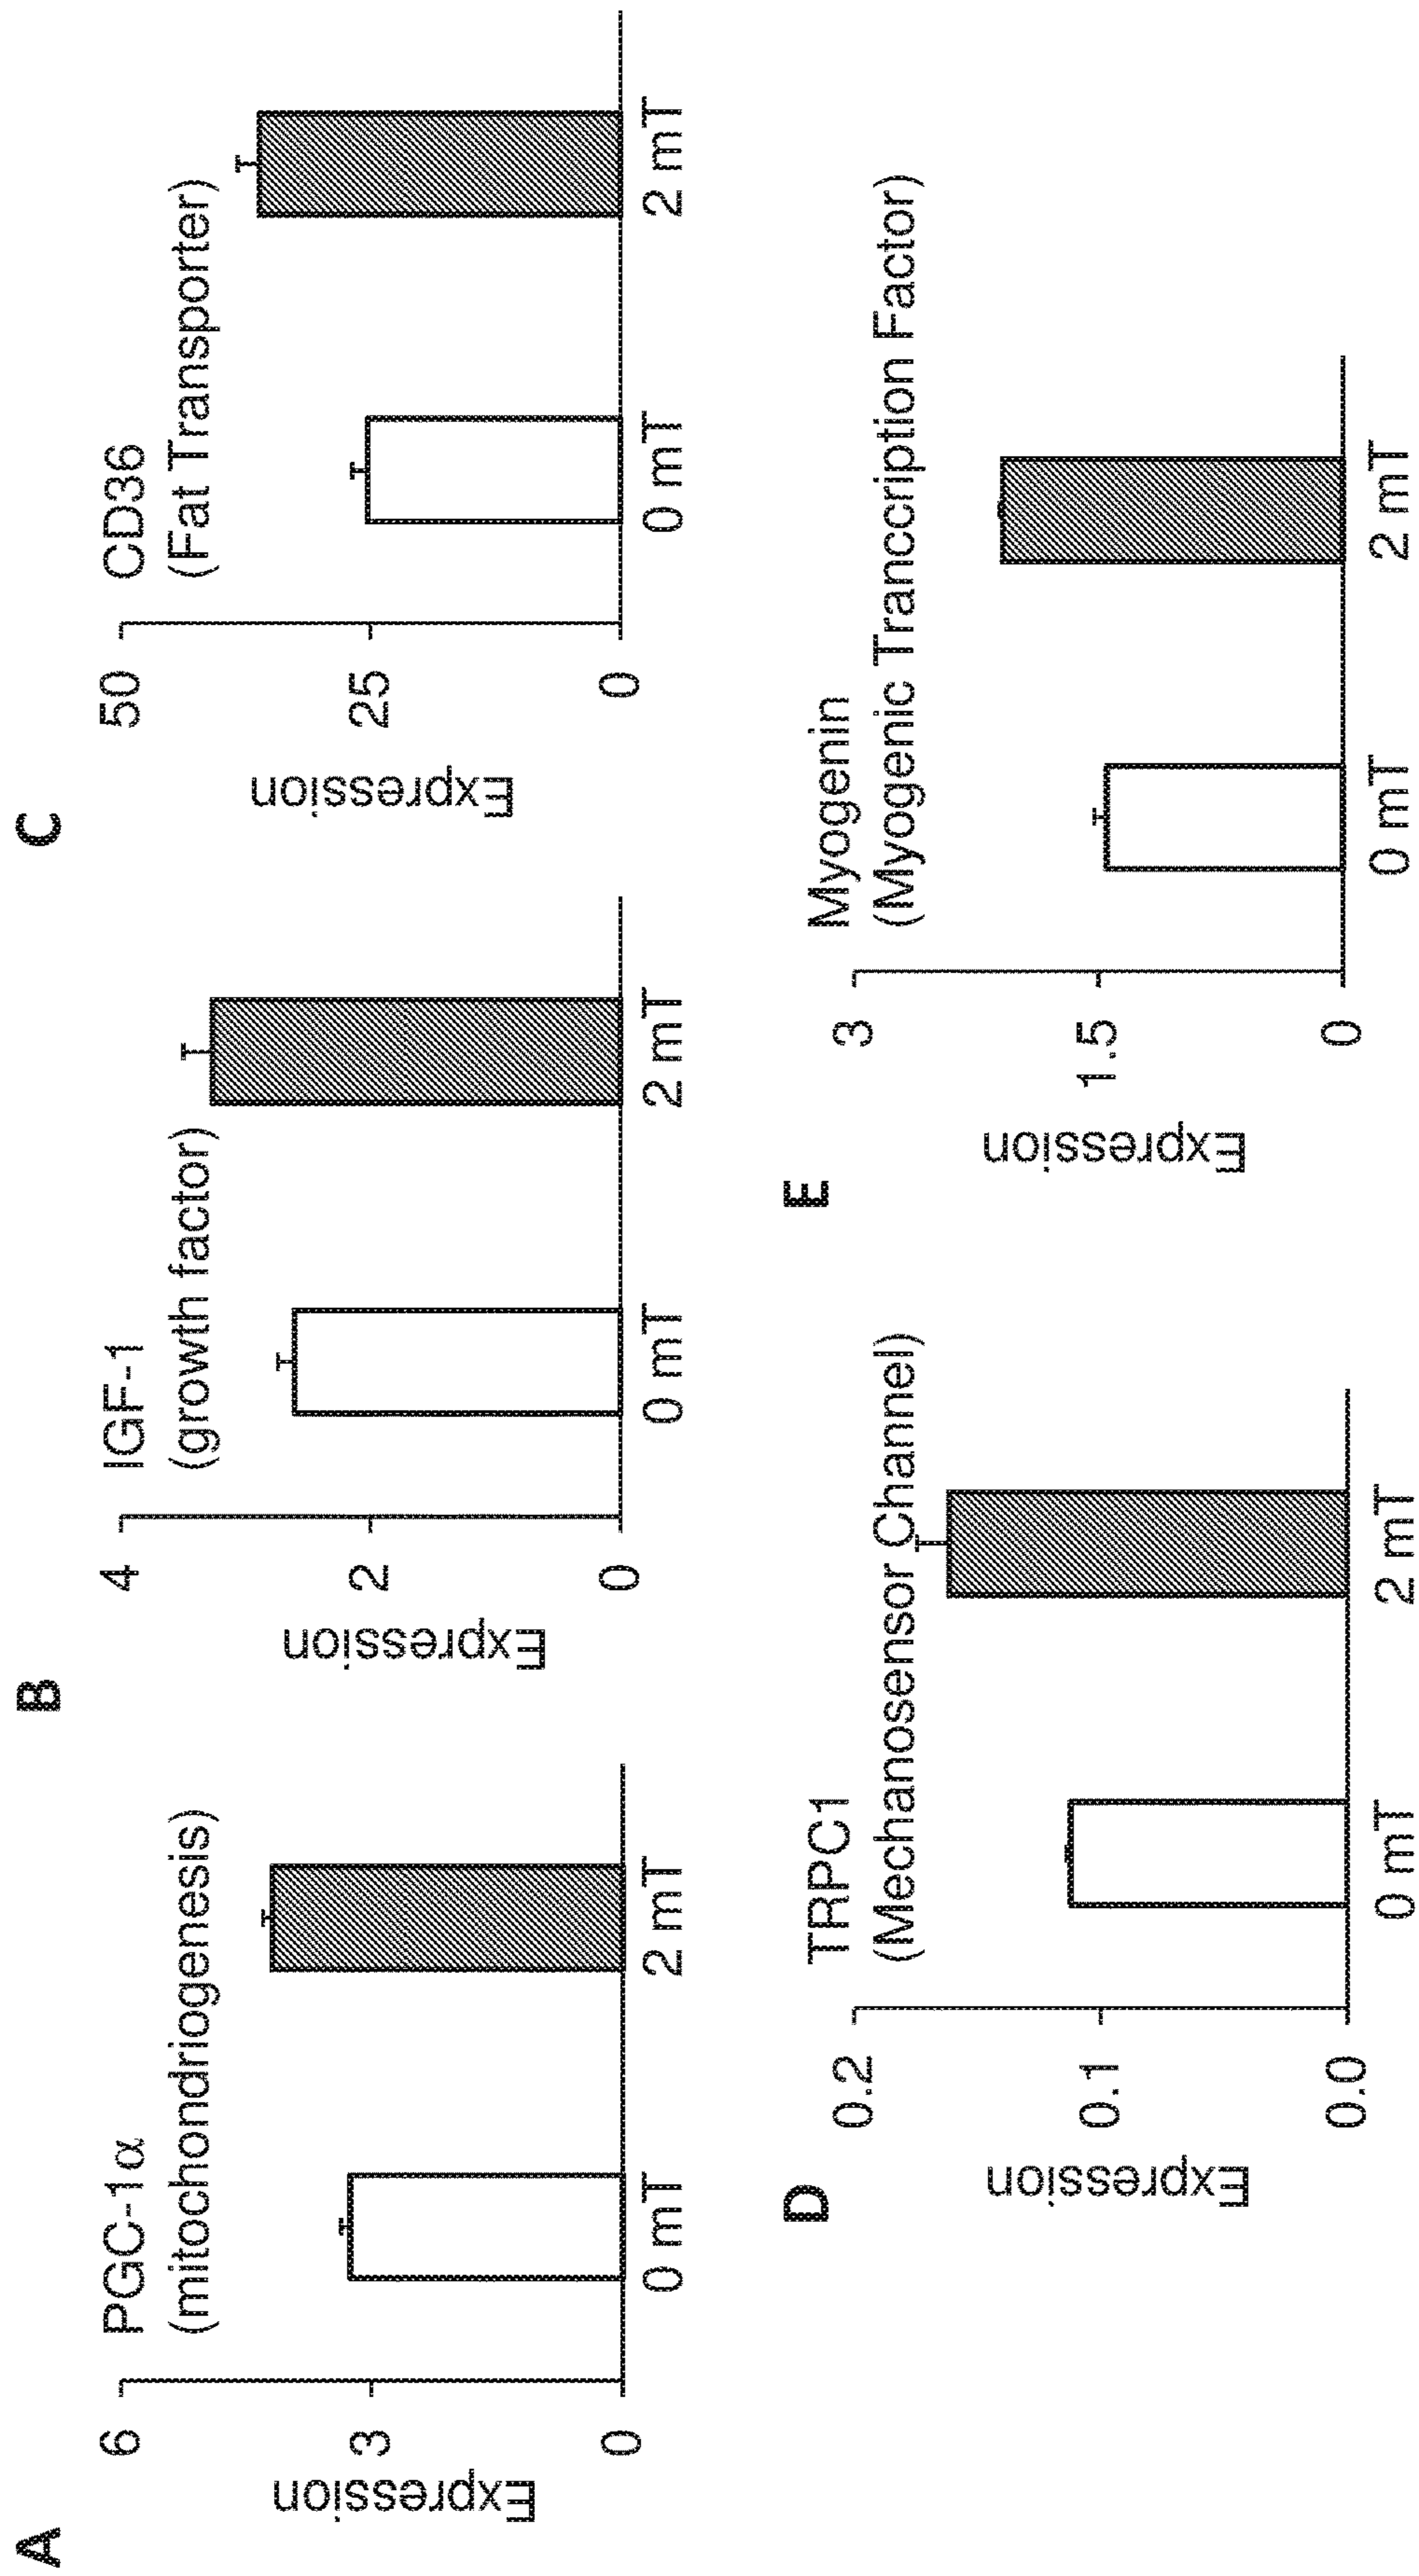 A
PGC-1α
(mitochondriogenesis)
Expression
6
3
0
0 mT
2 mT
B
IGF-1
(growth factor)
Expression
4
2
0
0 mT
2 mT
C
CD36
(Fat Transporter)
Expression
50
25
0
0 mT
2 mT
D
TRPC1
(Mechanosensor Channel)
Expression
0.2
0.1
0.0
0 mT
2 mT
E
Myogenin
(Myogenic Tranccription Factor)
Expression
3
1.5
0
0 mT
2 mT